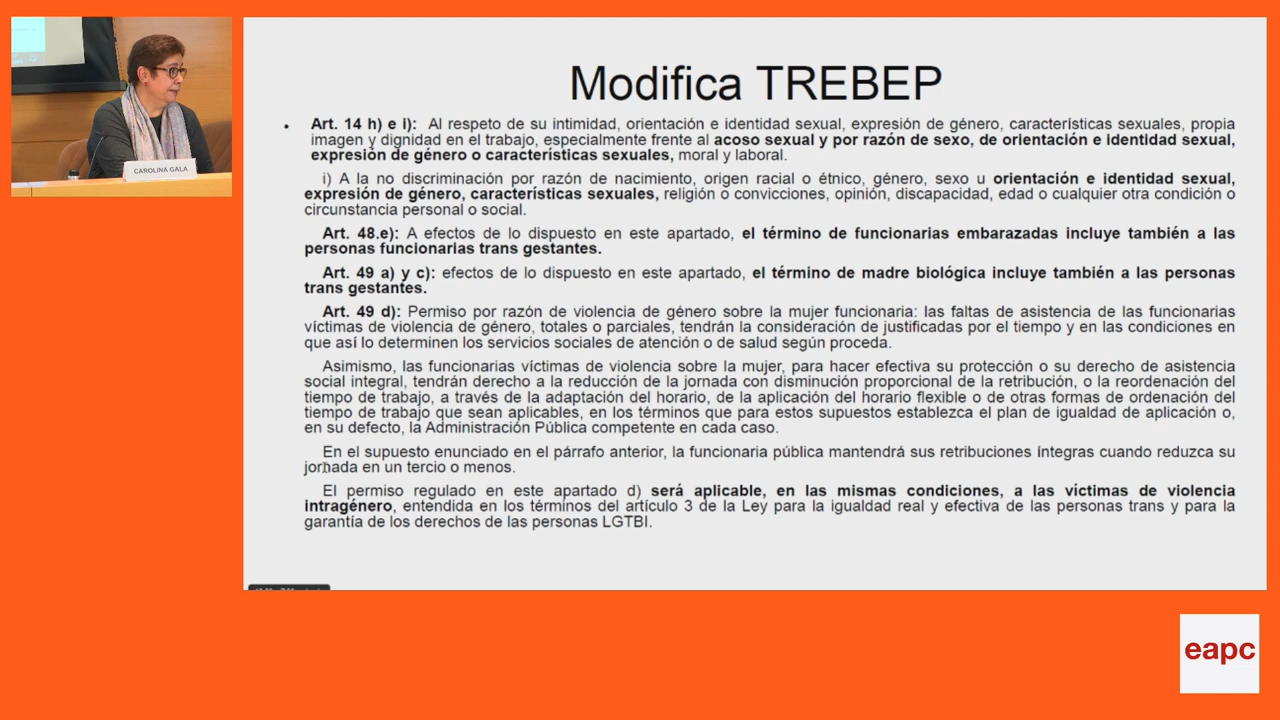 Modifica TREBEP
• Art. 14 h) e i): Al respeto de su intimidad, orientación e identidad sexual, expresión de género, características sexuales, propia
imagen y dignidad en el trabajo, especialmente frente al acoso sexual y por razón de sexo, de orientación e identidad sexual,
expresión de género o características sexuales, moral y laboral.
i) A la no discriminación por razón de nacimiento, origen racial o étnico, género, sexo u orientación e identidad sexual,
expresión de género, características sexuales, religión o convicciones, opinión, discapacidad, edad o cualquier otra condición o
circunstancia personal o social.
Art. 48.e): A efectos de lo dispuesto en este apartado, el término de funcionarias embarazadas incluye también a las
personas funcionarias trans gestantes.
Art. 49 a) y c): efectos de lo dispuesto en este apartado, el término de madre biológica incluye también a las personas
trans gestantes.
Art. 49 d): Permiso por razón de violencia de género sobre la mujer funcionaria: las faltas de asistencia de las funcionarias
víctimas de violencia de género, totales o parciales, tendrán la consideración de justificadas por el tiempo y en las condiciones en
que así lo determinen los servicios sociales de atención o de salud según proceda.
Asimismo, las funcionarias víctimas de violencia sobre la mujer, para hacer efectiva su protección o su derecho de asistencia
social integral, tendrán derecho a la reducción de la jornada con disminución proporcional de la retribución, o la reordenación del
tiempo de trabajo, a través de la adaptación del horario, de la aplicación del horario flexible o de otras formas de ordenación del
tiempo de trabajo que sean aplicables, en los términos que para estos supuestos establezca el plan de igualdad de aplicación o,
en su defecto, la Administración Pública competente en cada caso.
En el supuesto enunciado en el párrafo anterior, la funcionaria pública mantendrá sus retribuciones íntegras cuando reduzca su
jornada en un tercio o menos.
El permiso regulado en este apartado d) será aplicable, en las mismas condiciones, a las víctimas de violencia
intragénero, entendida en los términos del artículo 3 de la Ley para la igualdad real y efectiva de las personas trans y para la
garantía de los derechos de las personas LGTBI.
CAROLINA GALA
eapc